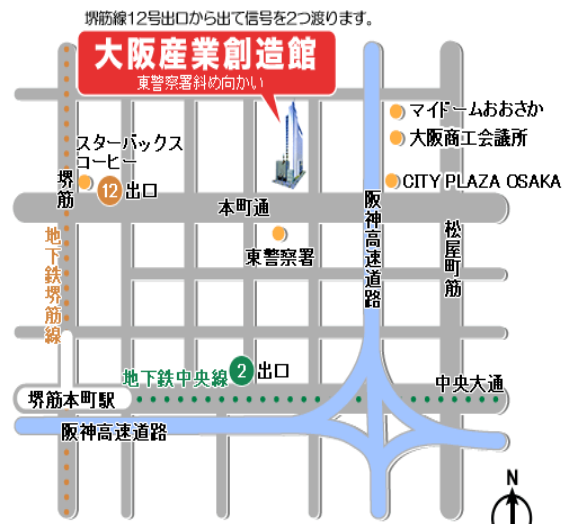 堺筋線12号出口から出て信号を2つ渡ります。
大阪産業創造館
東警察署斜め向かい
マイドームおおさか
大阪商工会議所
スターバックス
コーヒー
CITY PLAZA OSAKA
堺筋
12 出口
本町通
阪神高速道路
松屋町筋
東警察署
地下鉄堺筋線
地下鉄中央線 2 出口
中央大通
堺筋本町駅
阪神高速道路
N